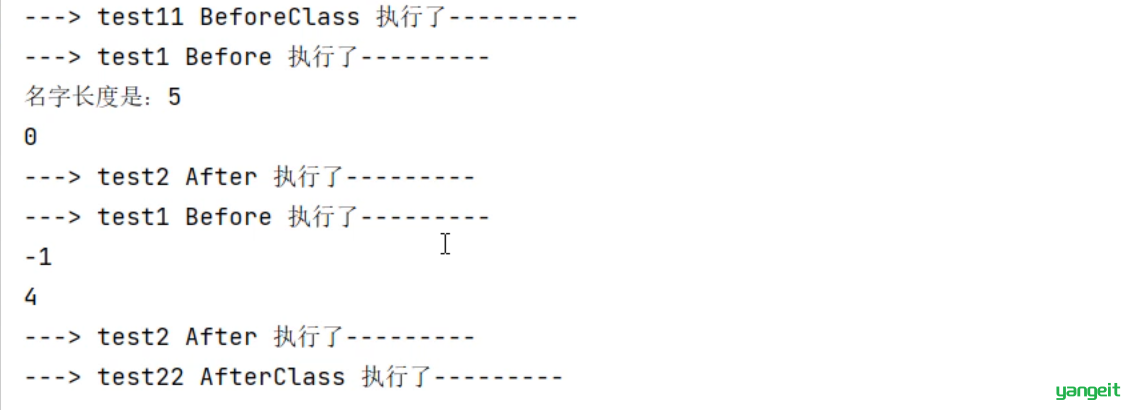 ---> test11 BeforeClass 执行了---------
---> test1 Before 执行了---------
名字长度是：5
0
---> test2 After 执行了---------
---> test1 Before 执行了---------
-1
4
---> test2 After 执行了---------
---> test22 AfterClass 执行了---------
yangeit